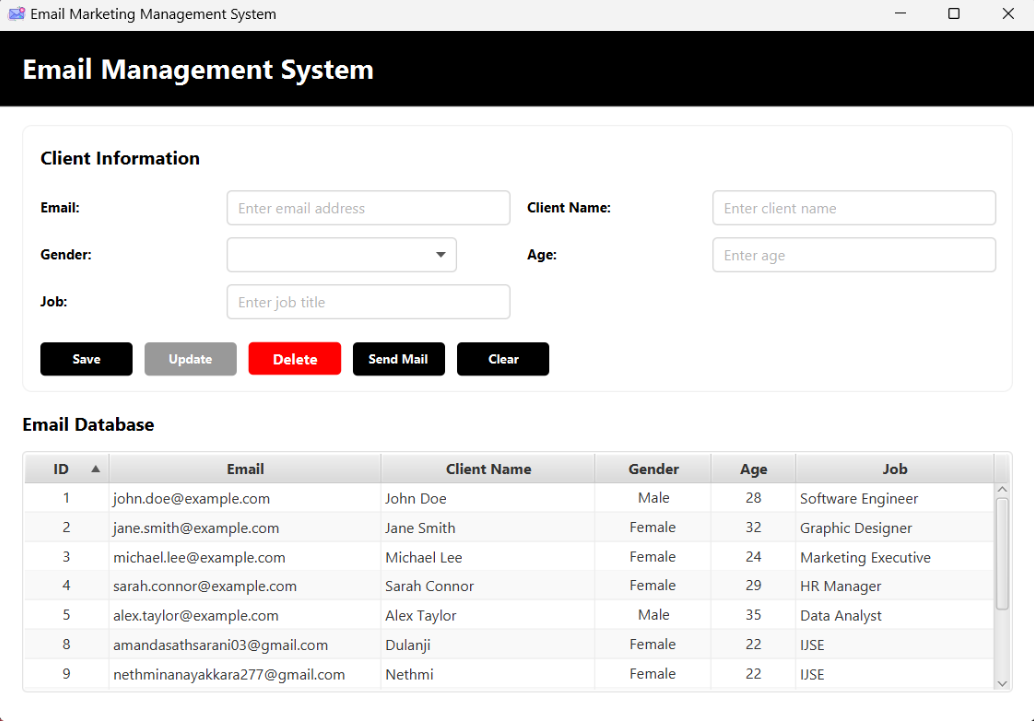 Email Marketing Management System
Email Management System
Client Information
Email: Enter email address Client Name: Enter client name
Gender: Age: Enter age
Job: Enter job title
Save Update Delete Send Mail Clear
Email Database
ID Email Client Name Gender Age Job
1 john.doe@example.com John Doe Male 28 Software Engineer
2 jane.smith@example.com Jane Smith Female 32 Graphic Designer
3 michael.lee@example.com Michael Lee Female 24 Marketing Executive
4 sarah.connor@example.com Sarah Connor Female 29 HR Manager
5 alex.taylor@example.com Alex Taylor Male 35 Data Analyst
8 amandasathsarani03@gmail.com Dulanji Female 22 IJSE
9 nethminanayakkara277@gmail.com Nethmi Female 22 IJSE